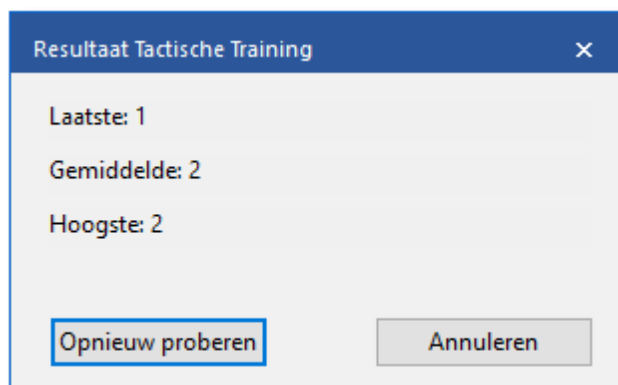 Resultaat Tactische Training
Laatste: 1
Gemiddelde: 2
Hoogste: 2
Opnieuw proberen Annuleren